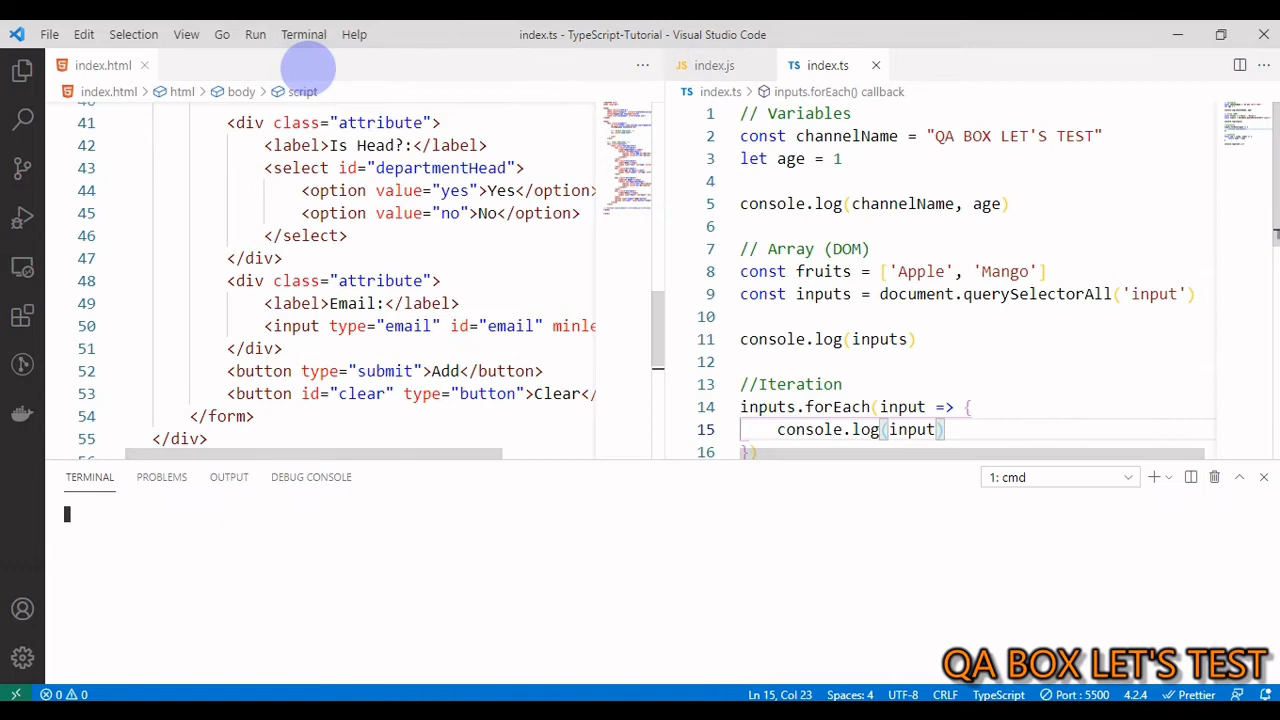 File Edit Selection View Go Run Terminal Help
index.ts - TypeScript-Tutorial - Visual Studio Code
index.html
index.html html body script
41 <div class="attribute">
42 <label>Is Head?:</label>
43 <select id="departmentHead">
44 <option value="yes">Yes</option>
45 <option value="no">No</option>
46 </select>
47 </div>
48 <div class="attribute">
49 <label>Email:</label>
50 <input type="email" id="email" minle
51 </div>
52 <button type="submit">Add</button>
53 <button id="clear" type="button">Clear</
54 </form>
55 </div>
JS index.js TS index.ts
TS index.ts inputs.forEach() callback
1 // Variables
2 const channelName = "QA BOX LET'S TEST"
3 let age = 1
4
5 console.log(channelName, age)
6
7 // Array (DOM)
8 const fruits = ['Apple', 'Mango']
9 const inputs = document.querySelectorAll('input')
10
11 console.log(inputs)
12
13 //Iteration
14 inputs.forEach(input => {
15 console.log(input)
16 })
TERMINAL PROBLEMS OUTPUT DEBUG CONSOLE
1: cmd
QA BOX LET'S TEST
0 0
Ln 15, Col 23 Spaces: 4 UTF-8 CRLF TypeScript Port : 5500 4.2.4 Prettier